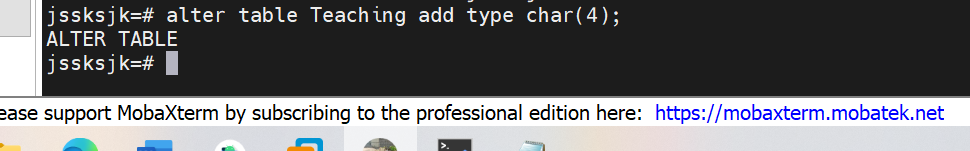 jssksjk=# alter table Teaching add type char(4);
ALTER TABLE
jssksjk=#
ease support MobaXterm by subscribing to the professional edition here: https://mobaxterm.mobatek.net